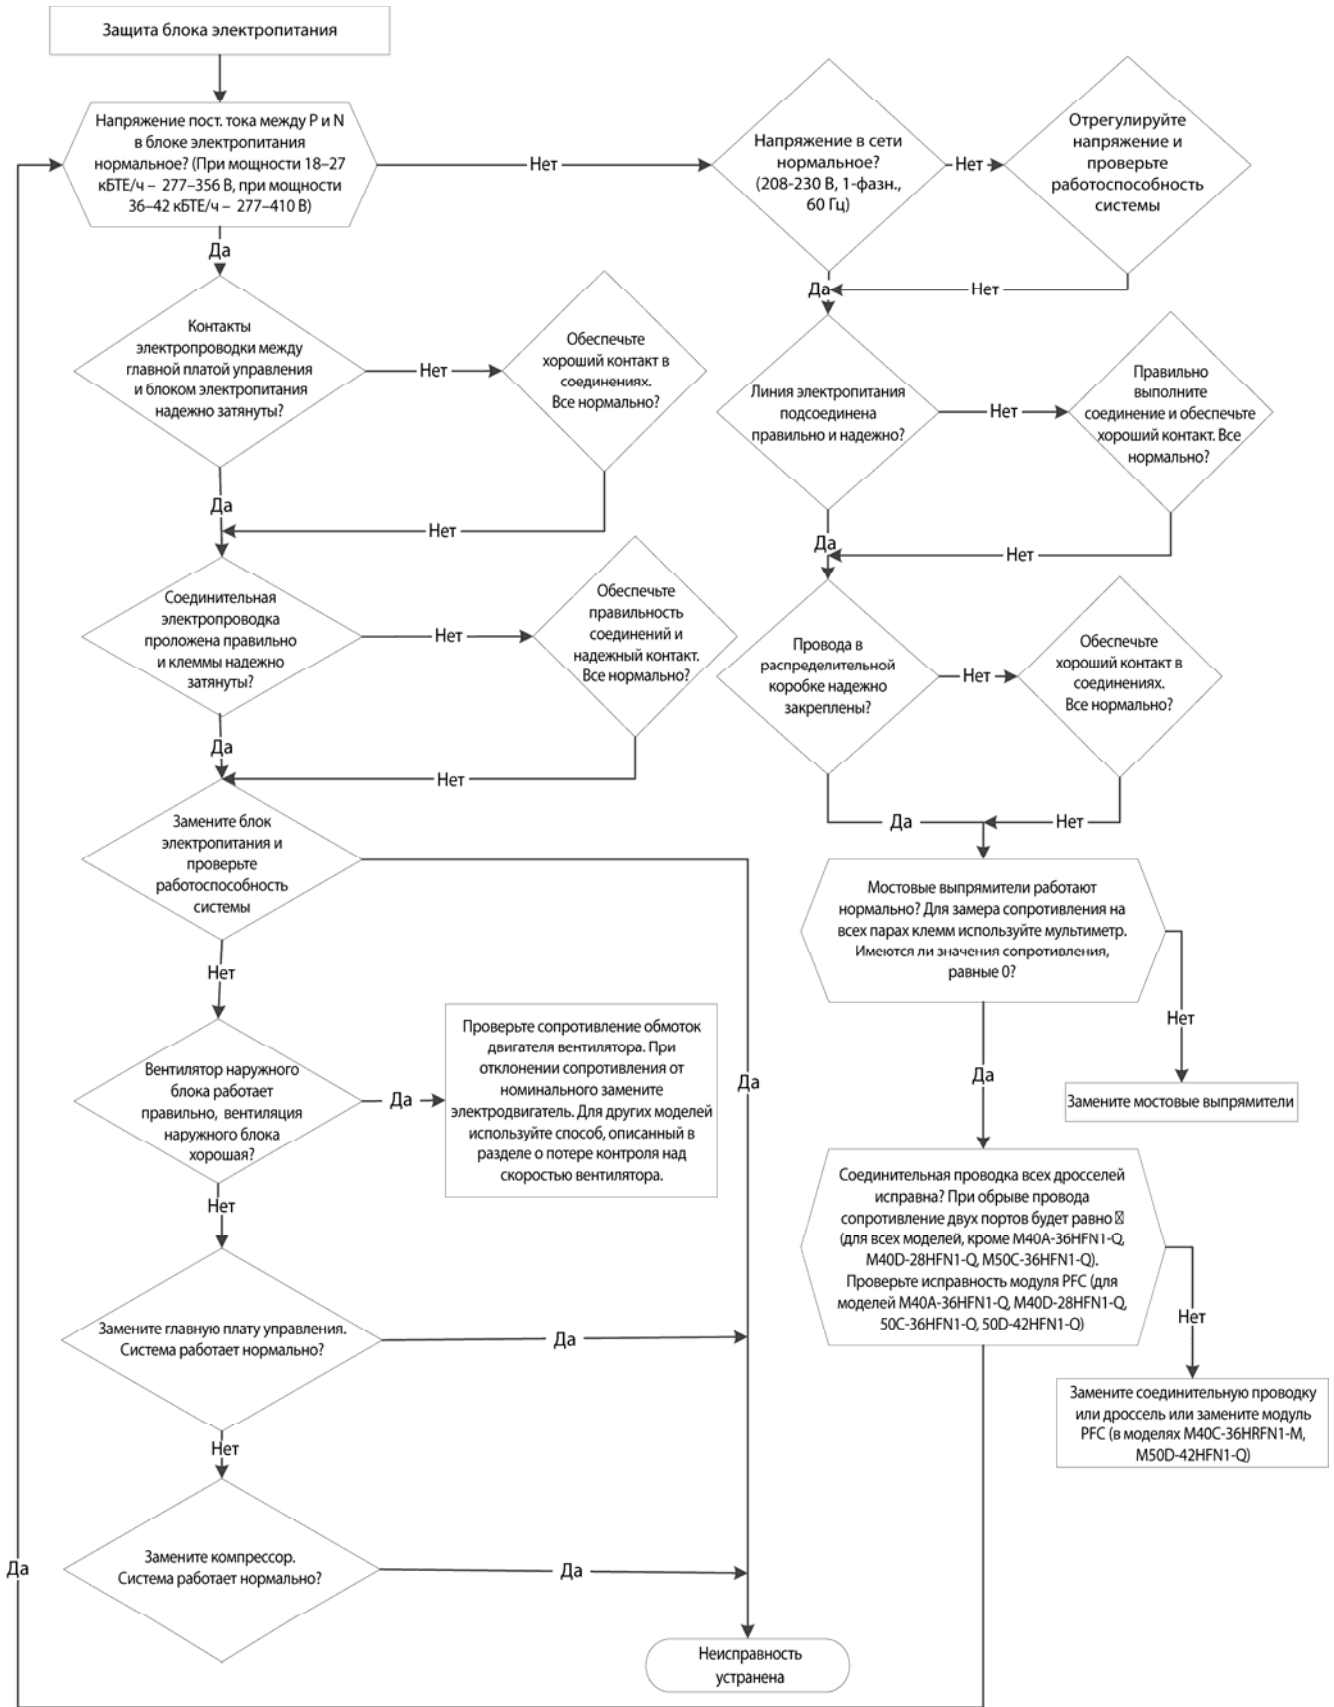 Защита блока электропитания
Напряжение пост. тока между P и N
в блоке электропитания
нормальное? (При мощности 18–27
кБТЕ/ч – 277–356 В, при мощности
36–42 кБТЕ/ч – 277–410 В)
Нет
Напряжение в сети
нормальное?
(208-230 В, 1-фазн.,
60 Гц)
Нет
Отрегулируйте
напряжение и
проверьте
работоспособность
системы
Да
Да
Нет
Контакты
электропроводки между
главной платой управления
и блоком электропитания
надежно затянуты?
Нет
Обеспечьте
хороший контакт в
соединениях.
Все нормально?
Линия электропитания
подсоединена
правильно и надежно?
Нет
Правильно
выполните
соединение и обеспечьте
хороший контакт. Все
нормально?
Да
Нет
Да
Нет
Соединительная
электропроводка
проложена правильно
и клеммы надежно
затянуты?
Нет
Обеспечьте
правильность
соединений и
надежный контакт.
Все нормально?
Провода в
распределительной
коробке надежно
закреплены?
Нет
Обеспечьте
хороший контакт в
соединениях.
Все нормально?
Да
Нет
Да
Нет
Замените блок
электропитания и
проверьте
работоспособность
системы
Мостовые выпрямители работают
нормально? Для замера сопротивления на
всех парах клемм используйте мультиметр.
Имеются ли значения сопротивления,
равные 0?
Нет
Нет
Да
Замените мостовые выпрямители
Вентилятор наружного
блока работает
правильно, вентиляция
наружного блока
хорошая?
Да
Проверьте сопротивление обмоток
двигателя вентилятора. При
отклонении сопротивления от
номинального замените
электродвигатель. Для других моделей
используйте способ, описанный в
разделе о потере контроля над
скоростью вентилятора.
Да
Нет
Соединительная проводка всех дросселей
исправна? При обрыве провода
сопротивление двух портов будет равно
(для всех моделей, кроме M40A-36HFN1-Q,
M40D-28HFN1-Q, M50C-36HFN1-Q).
Проверьте исправность модуля PFC (для
моделей M40A-36HFN1-Q, M40D-28HFN1-Q,
50C-36HFN1-Q, 50D-42HFN1-Q)
Нет
Замените соединительную проводку
или дроссель или замените модуль
PFC (в моделях M40C-36HRFN1-M,
M50D-42HFN1-Q)
Замените главную плату управления.
Система работает нормально?
Да
Нет
Замените компрессор.
Система работает нормально?
Да
Да
Неисправность
устранена